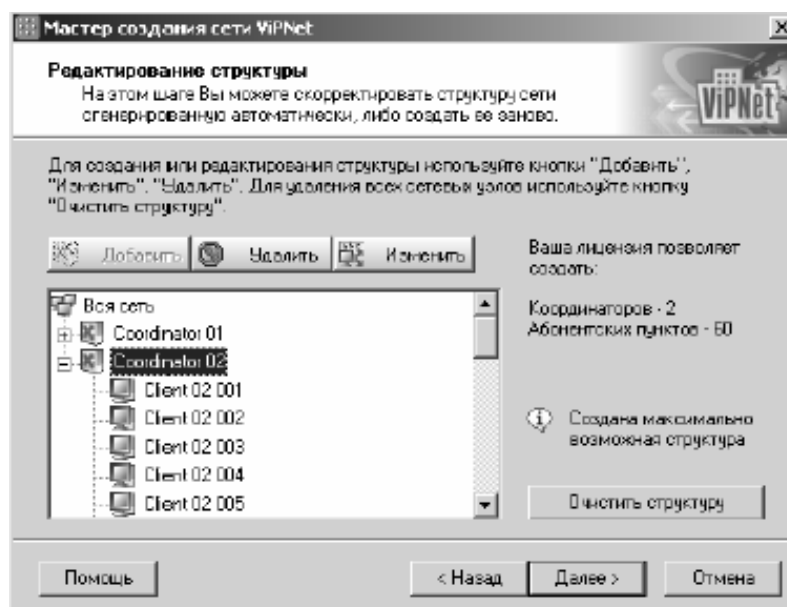 Мастер создания сети ViPNet
Редактирование структуры
На этом шаге Вы можете скорректировать структуру сети
сгенерированную автоматически, либо создать ее заново.
ViPNet
Для создания или редактирования структуры используйте кнопки "Добавить",
"Изменить", "Удалить". Для удаления всех сетевых узлов используйте кнопку
"Очистить структуру".
Добавить Удалить Изменить
Ваша лицензия позволяет
создать:
Координаторов - 2
Абонентских пунктов - 60
Вся сеть
Coordinator 01
Coordinator 02
Client 02 001
Client 02 002
Client 02 003
Client 02 004
Client 02 005
Создана максимально
возможная структура
Очистить структуру
Помощь < Назад Далее > Отмена